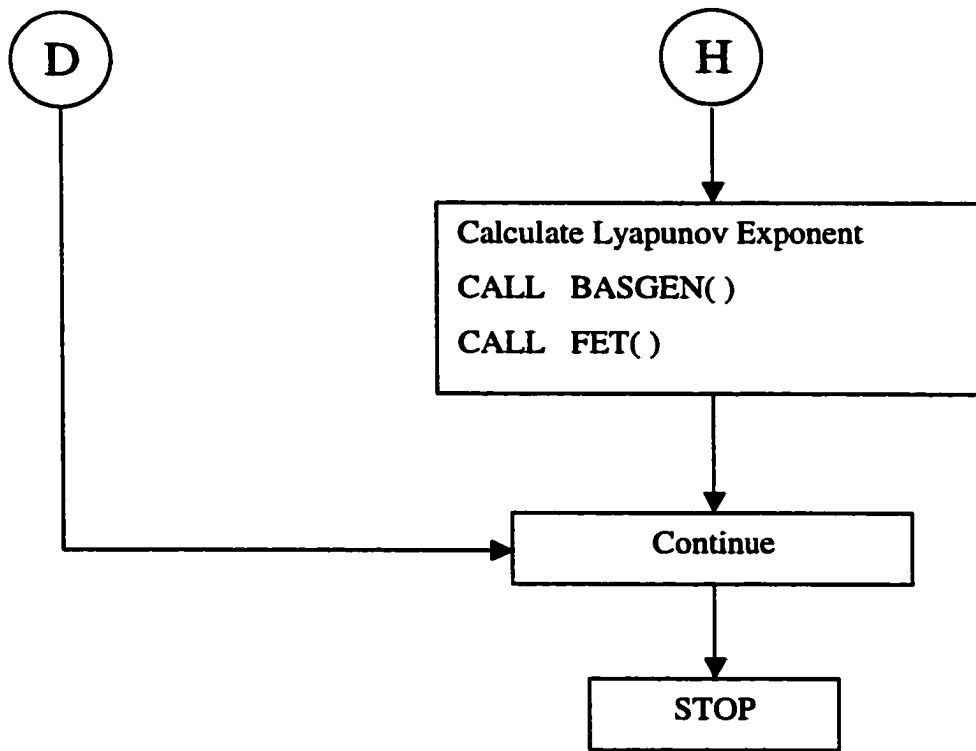 D
H
Calculate Lyapunov Exponent
CALL BASGEN( )
CALL FET( )
Continue
STOP